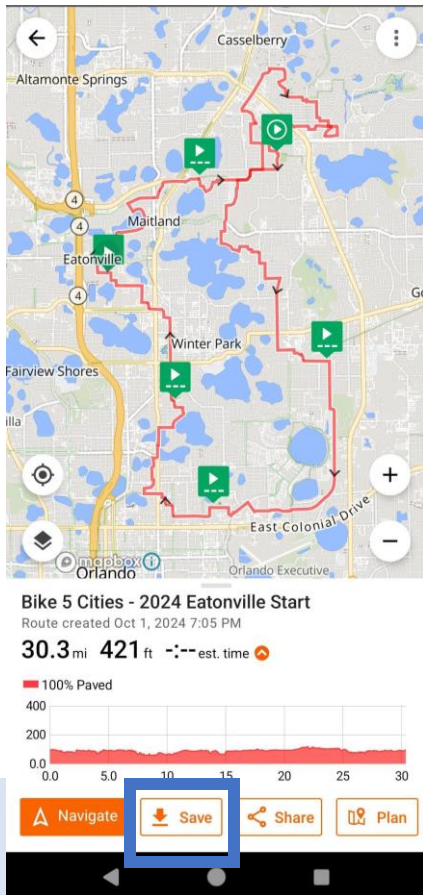 Casselberry
Altamonte Springs
4
4
Maitland
Eatonville
4
Go
Winter Park
Fairview Shores
illa
East Colonial Drive
mapbox
Orlando
Orlando Executive
Bike 5 Cities - 2024 Eatonville Start
Route created Oct 1, 2024 7:05 PM
30.3 mi 421 ft -:-- est. time
100% Paved
400
200
0.0
0.0 5.0 10 15 20 25 30
Navigate Save Share Plan